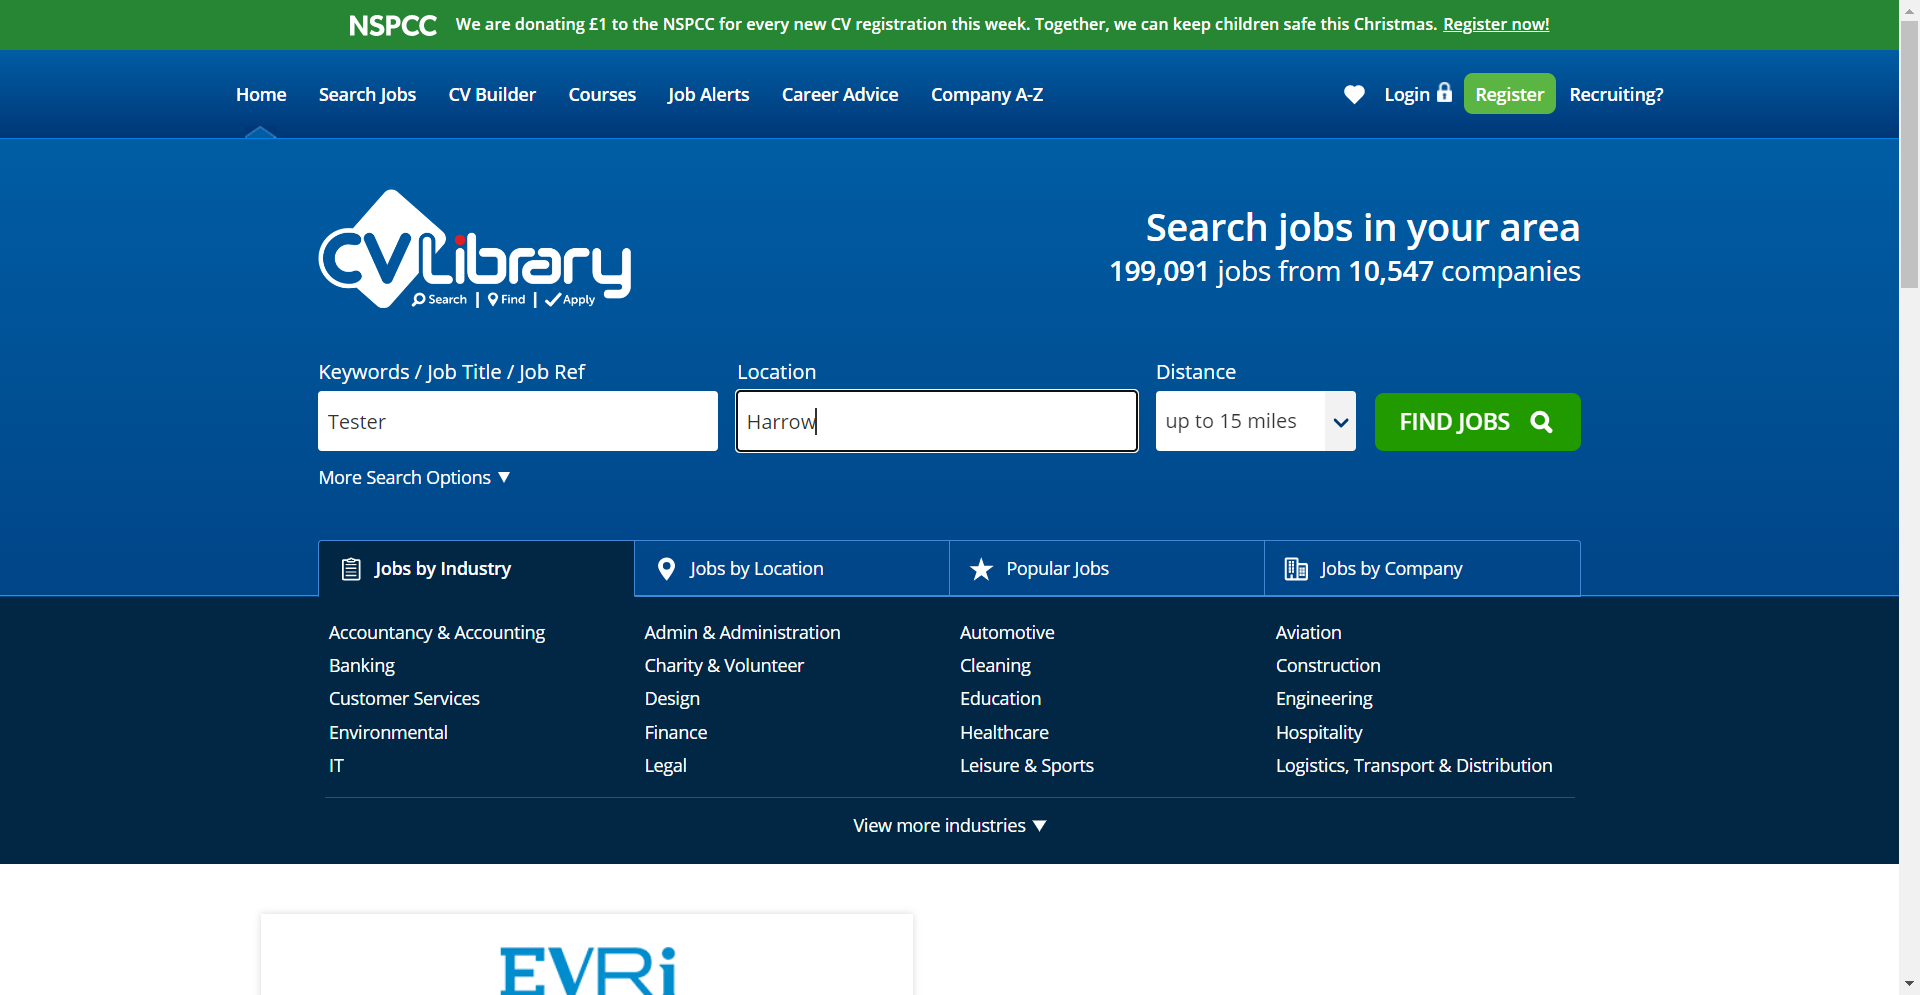 NSPCC We are donating £1 to the NSPCC for every new CV registration this week. Together, we can keep children safe this Christmas. Register now!
Home Search Jobs CV Builder Courses Job Alerts Career Advice Company A-Z Login Register Recruiting?
CVLibrary
Search | Find | Apply
Search jobs in your area
199,091 jobs from 10,547 companies
Keywords / Job Title / Job Ref Location Distance
Tester Harrow up to 15 miles FIND JOBS
More Search Options
Jobs by Industry Jobs by Location Popular Jobs Jobs by Company
Accountancy & Accounting Admin & Administration Automotive Aviation
Banking Charity & Volunteer Cleaning Construction
Customer Services Design Education Engineering
Environmental Finance Healthcare Hospitality
IT Legal Leisure & Sports Logistics, Transport & Distribution
View more industries
EVRi